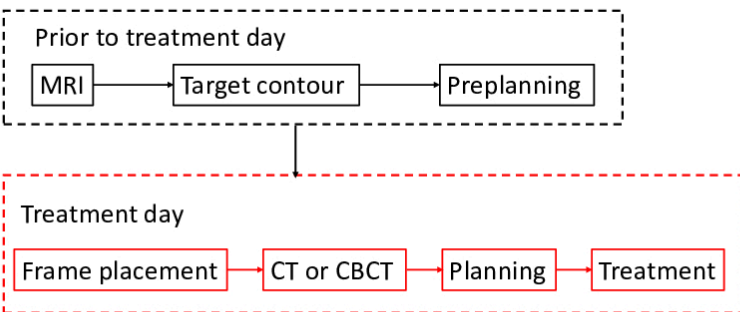 Prior to treatment day
MRI Target contour Preplanning
Treatment day
Frame placement CT or CBCT Planning Treatment